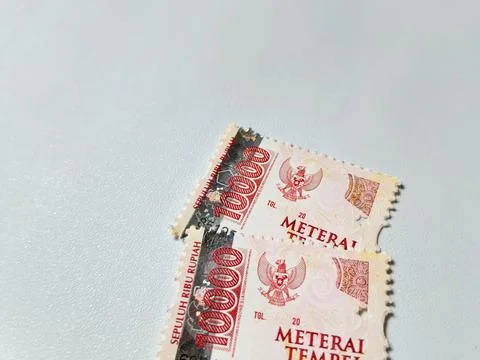 10000
TGL. 20
METERAI
TEMPEL
SEPULUH RIBU RUPIAH
10000
TGL. 20
METERAI
TEMPEL